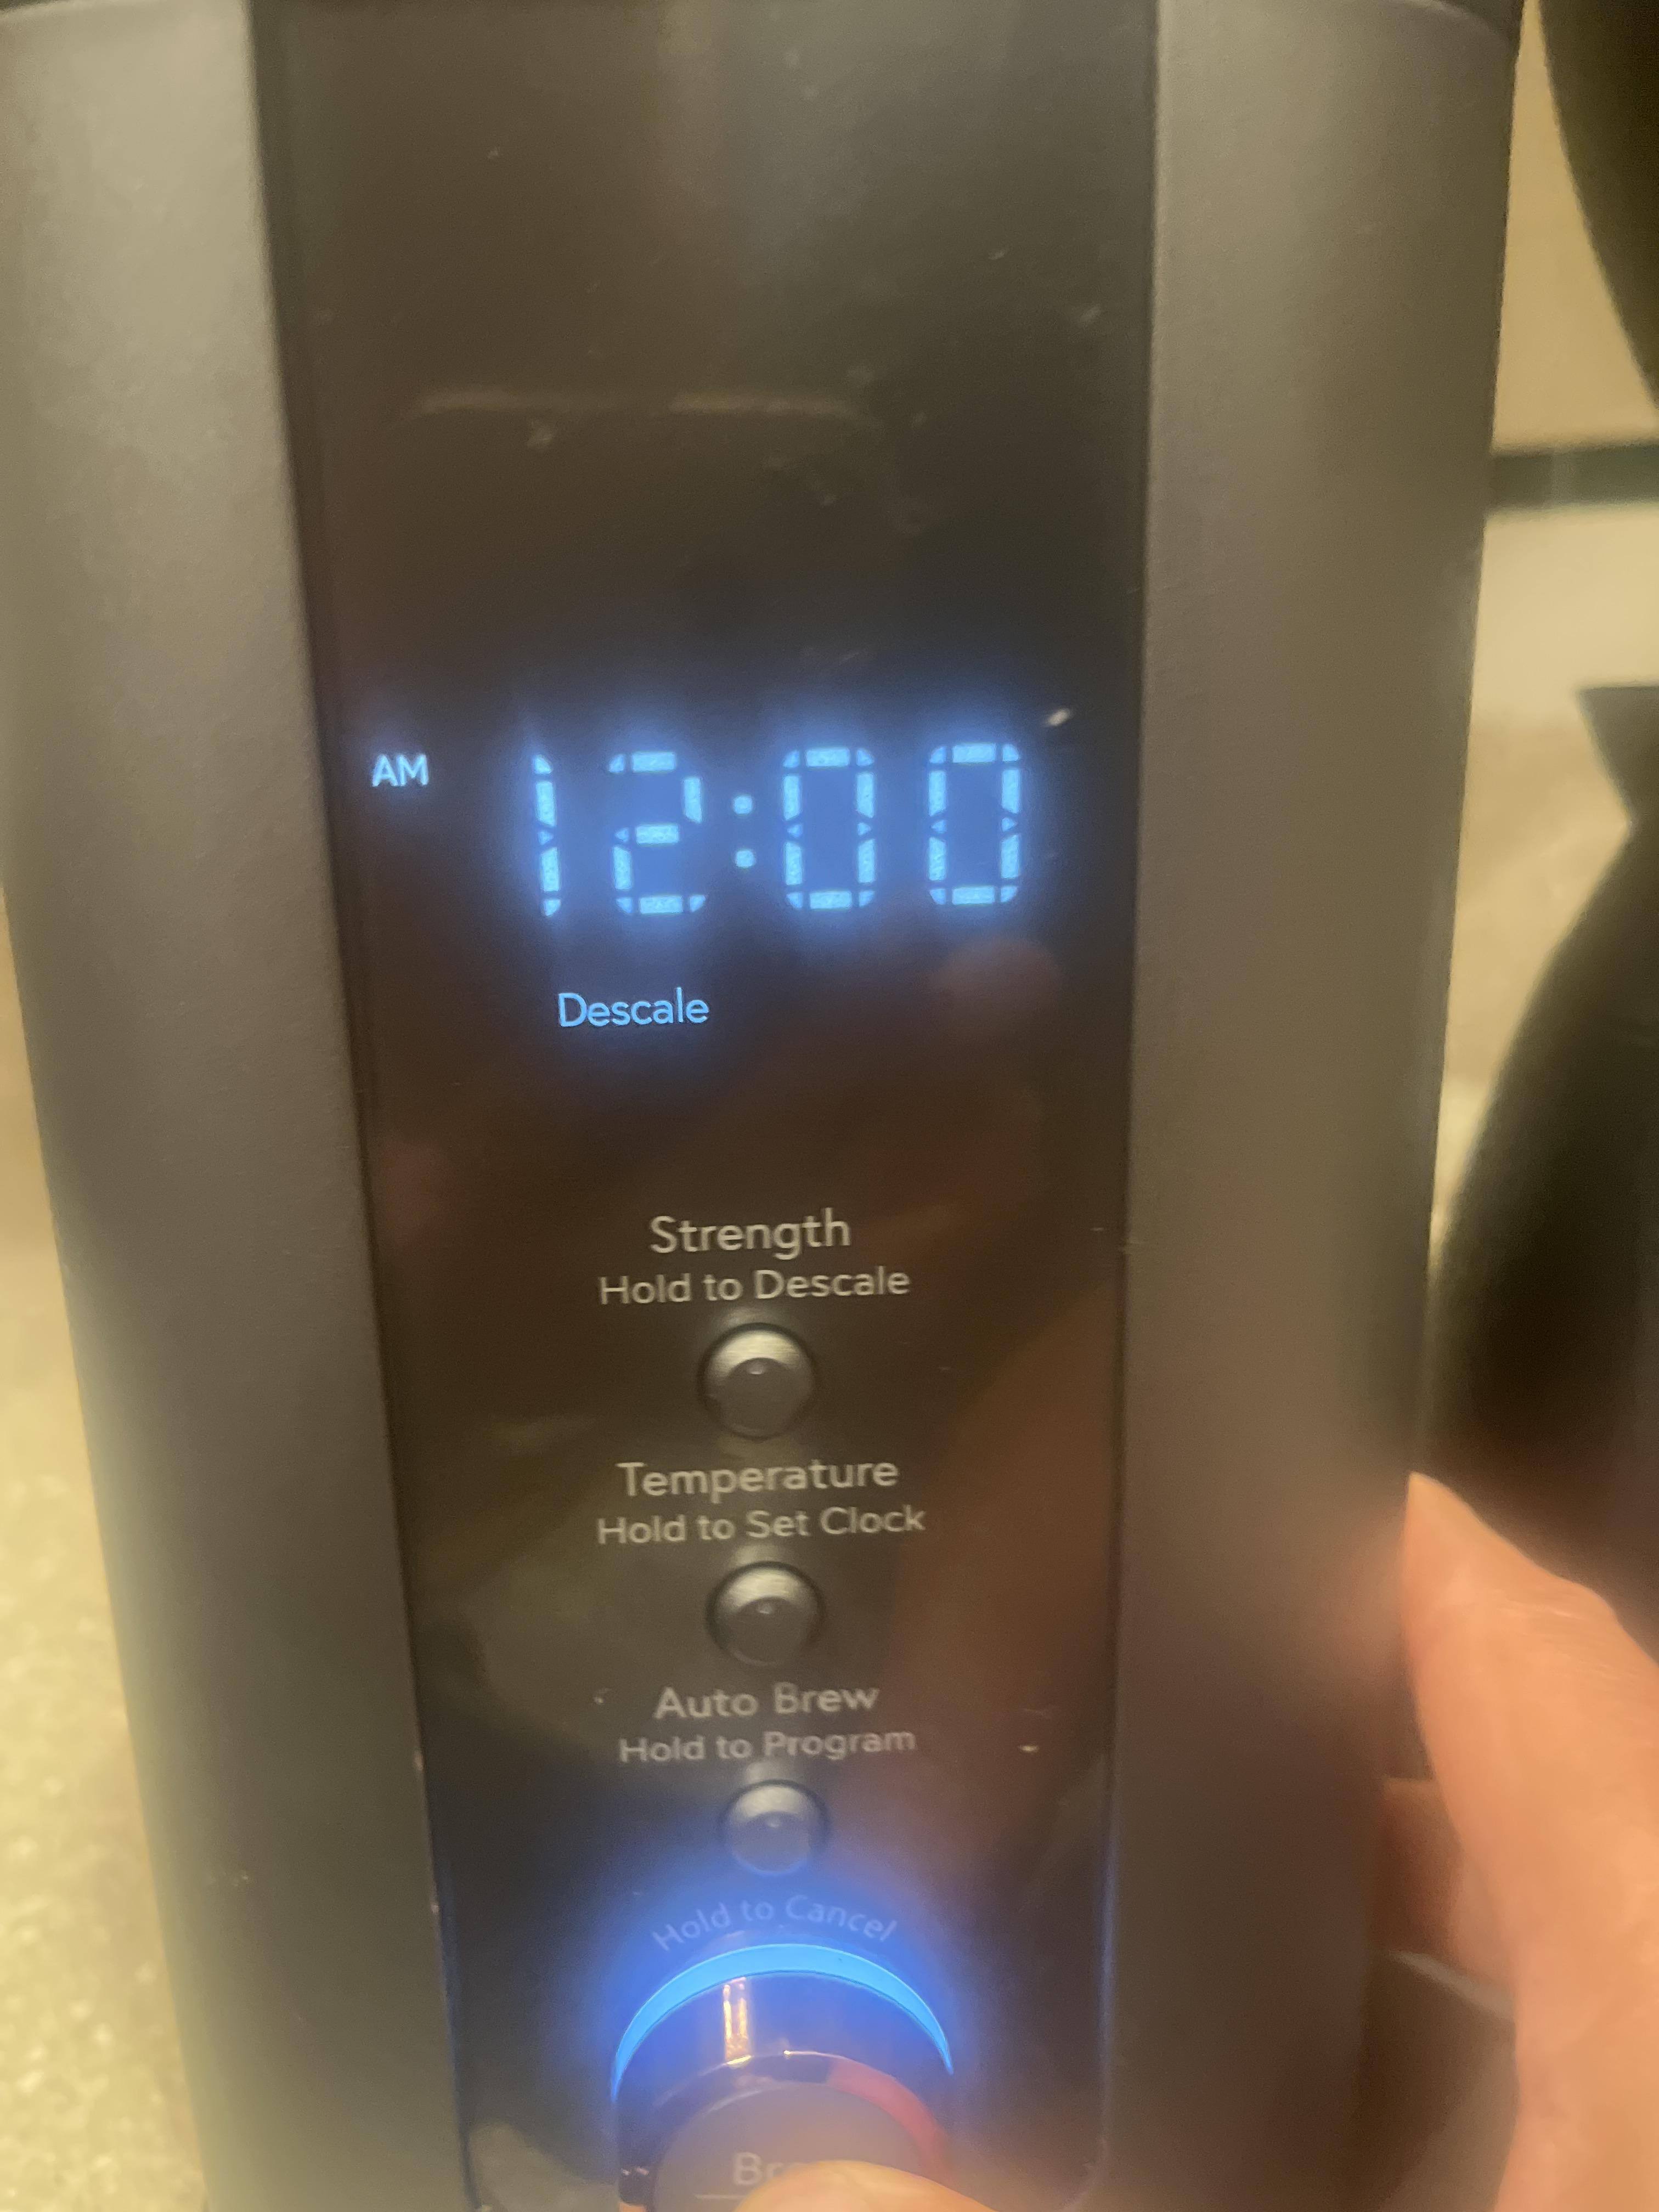 AM 12:00
Descale
Strength
Hold to Descale
Temperature
Hold to Set Clock
Auto Brew
Hold to Program
Hold to Cancel